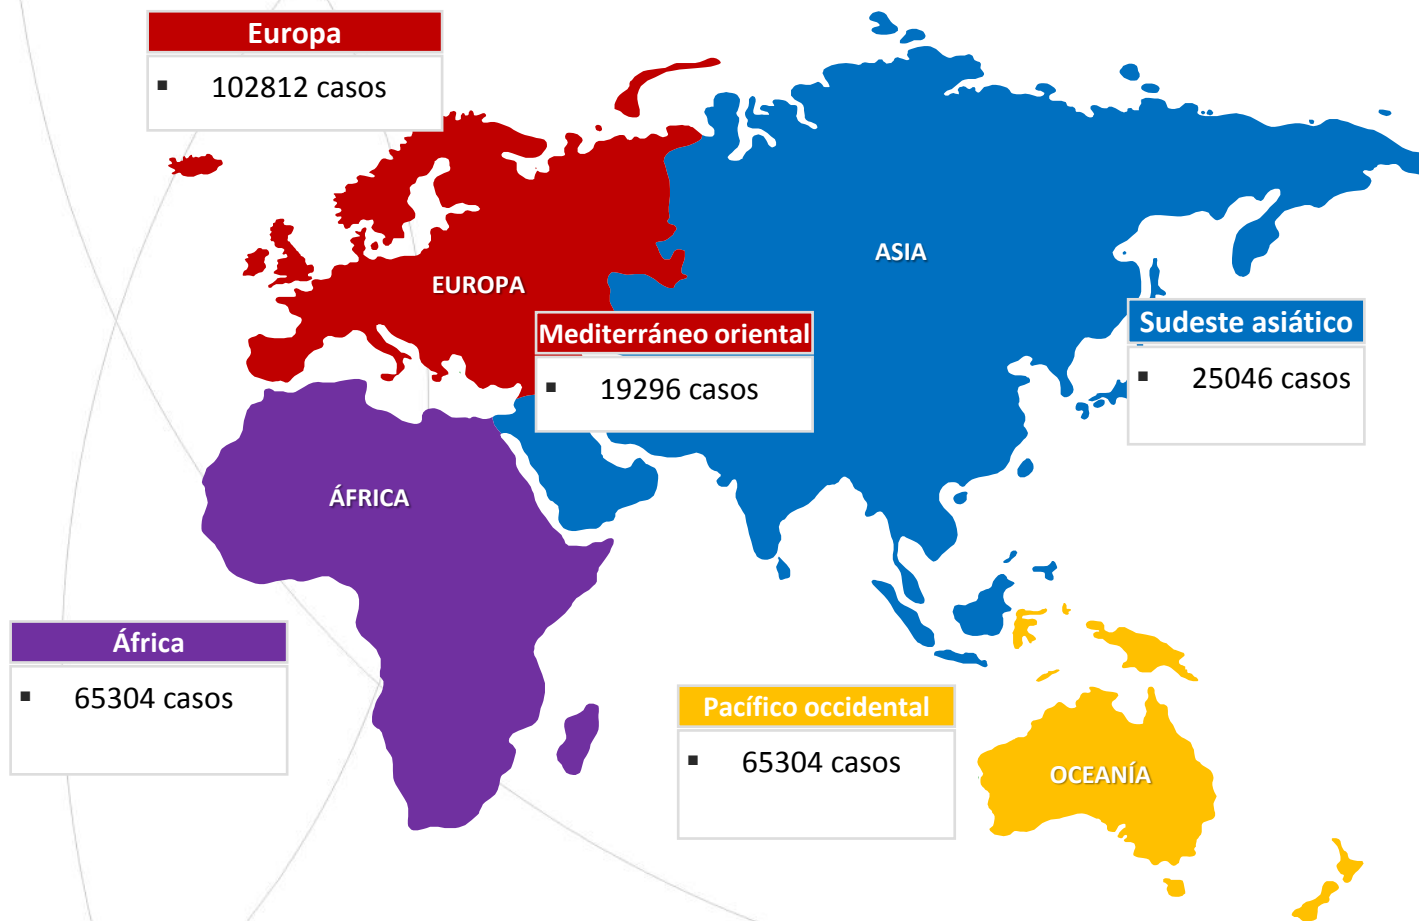 Europa
▪ 102812 casos
ASIA
EUROPA
Mediterráneo oriental
▪ 19296 casos
Sudeste asiático
▪ 25046 casos
ÁFRICA
África
▪ 65304 casos
Pacífico occidental
▪ 65304 casos
OCEANÍA